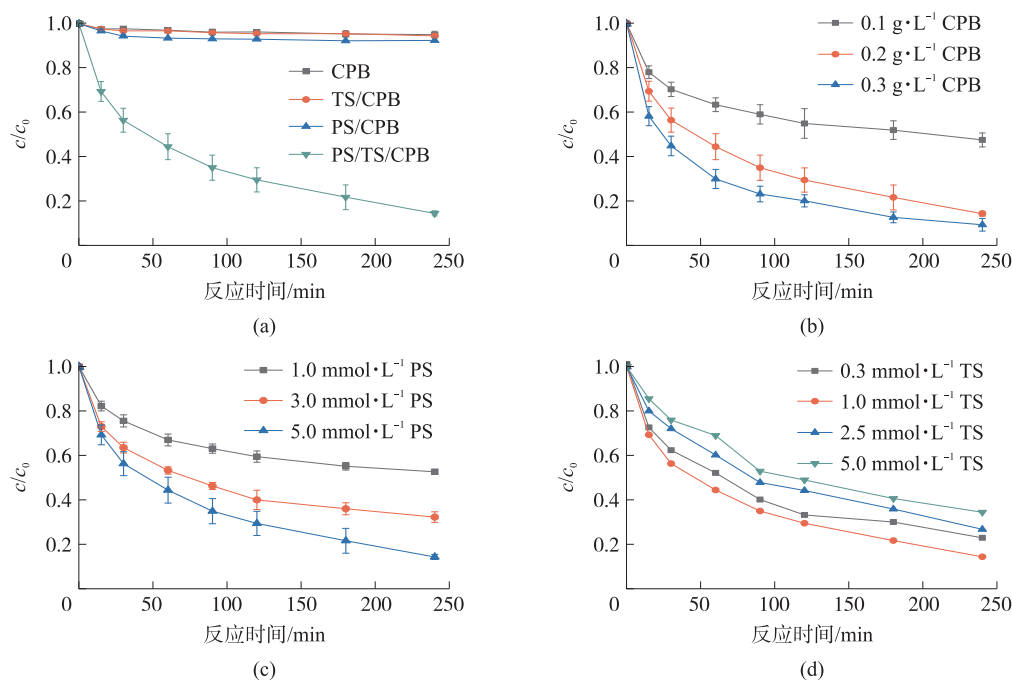 1.0
0.8
0.6
0.4
0.2
0
50
100
150
200
250
c/c₀
反应时间/min
CPB
TS/CPB
PS/CPB
PS/TS/CPB
(a)
1.0
0.8
0.6
0.4
0.2
0
50
100
150
200
250
c/c₀
反应时间/min
0.1 g·L⁻¹ CPB
0.2 g·L⁻¹ CPB
0.3 g·L⁻¹ CPB
(b)
1.0
0.8
0.6
0.4
0.2
0
50
100
150
200
250
c/c₀
反应时间/min
1.0 mmol·L⁻¹ PS
3.0 mmol·L⁻¹ PS
5.0 mmol·L⁻¹ PS
(c)
1.0
0.8
0.6
0.4
0.2
0
50
100
150
200
250
c/c₀
反应时间/min
0.3 mmol·L⁻¹ TS
1.0 mmol·L⁻¹ TS
2.5 mmol·L⁻¹ TS
5.0 mmol·L⁻¹ TS
(d)